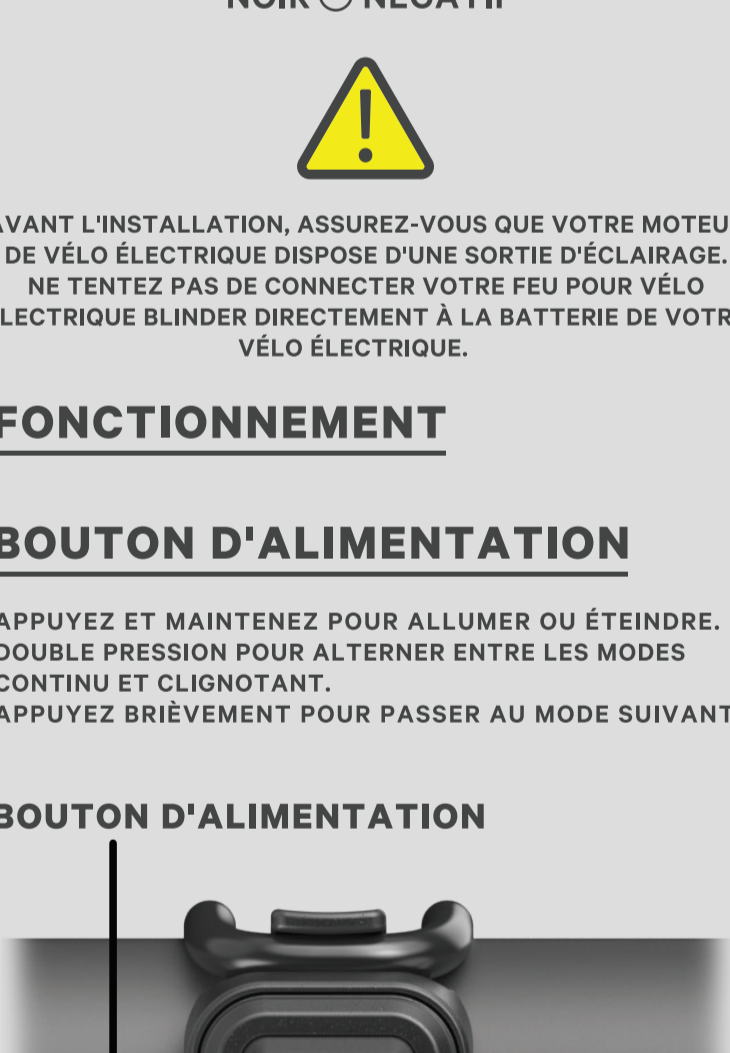 NOIR NÉGATIF
AVANT L'INSTALLATION, ASSUREZ-VOUS QUE VOTRE MOTEU
DE VÉLO ÉLECTRIQUE DISPOSE D'UNE SORTIE D'ÉCLAIRAGE.
NE TENTEZ PAS DE CONNECTER VOTRE FEU POUR VÉLO
LECTRIQUE BLINDER DIRECTEMENT À LA BATTERIE DE VOTR
VÉLO ÉLECTRIQUE.
FONCTIONNEMENT
BOUTON D'ALIMENTATION
APPUYEZ ET MAINTENEZ POUR ALLUMER OU ÉTEINDRE.
DOUBLE PRESSION POUR ALTERNER ENTRE LES MODES
CONTINU ET CLIGNOTANT.
APPUYEZ BRIÈVEMENT POUR PASSER AU MODE SUIVANT
BOUTON D'ALIMENTATION